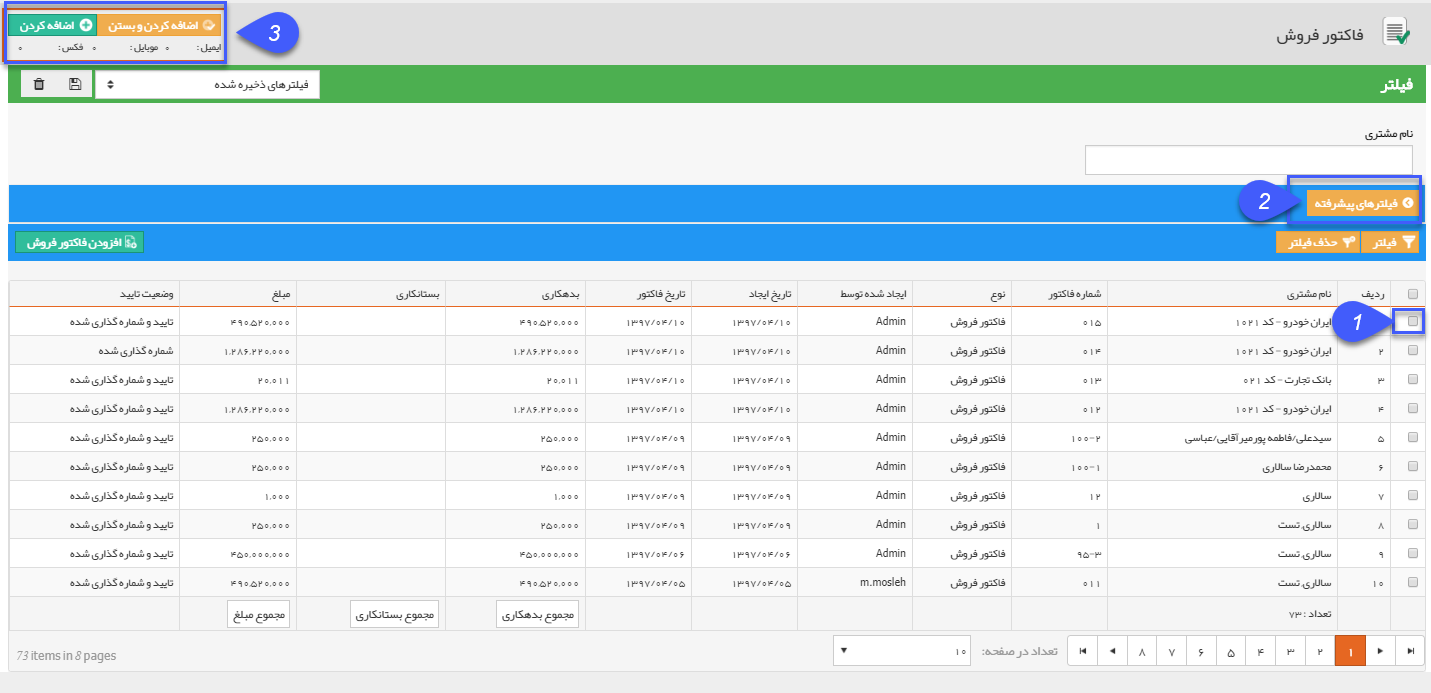 فاکتور فروش
اضافه کردن و بستن اضافه کردن
ایمیل : ۰ موبایل : ۰ فکس : ۰
3
فیلتر
فیلترهای ذخیره شده
نام مشتری
فیلترهای پیشرفته
2
فیلتر حذف فیلتر افزودن فاکتور فروش
ردیف نام مشتری شماره فاکتور نوع ایجاد شده توسط تاریخ ایجاد تاریخ فاکتور بدهکاری بستانکاری مبلغ وضعیت تایید
1 ایران خودرو - کد ۱۰۲۱ ۰۱۵ فاکتور فروش Admin ۱۳۹۷/۰۴/۱۰ ۱۳۹۷/۰۴/۱۰ ۴۹۰,۵۲۰,۰۰۰ ۴۹۰,۵۲۰,۰۰۰ تایید و شماره گذاری شده
۲ ایران خودرو - کد ۱۰۲۱ ۰۱۴ فاکتور فروش Admin ۱۳۹۷/۰۴/۱۰ ۱۳۹۷/۰۴/۱۰ ۱,۲۸۶,۲۲۰,۰۰۰ ۱,۲۸۶,۲۲۰,۰۰۰ شماره گذاری شده
۳ بانک تجارت - کد ۰۲۱ ۰۱۳ فاکتور فروش Admin ۱۳۹۷/۰۴/۱۰ ۱۳۹۷/۰۴/۱۰ ۲۰,۰۱۱ ۲۰,۰۱۱ تایید و شماره گذاری شده
۴ ایران خودرو - کد ۱۰۲۱ ۰۱۲ فاکتور فروش Admin ۱۳۹۷/۰۴/۱۰ ۱۳۹۷/۰۴/۱۰ ۱,۲۸۶,۲۲۰,۰۰۰ ۱,۲۸۶,۲۲۰,۰۰۰ تایید و شماره گذاری شده
۵ سیدعلی/فاطمه پورمیرآقایی/عباسی ۱۰۰-۲ فاکتور فروش Admin ۱۳۹۷/۰۴/۰۹ ۱۳۹۷/۰۴/۰۹ ۲۵۰,۰۰۰ ۲۵۰,۰۰۰ تایید و شماره گذاری شده
۶ محمدرضا سالاری ۱۰۰-۱ فاکتور فروش Admin ۱۳۹۷/۰۴/۰۹ ۱۳۹۷/۰۴/۰۹ ۲۵۰,۰۰۰ ۲۵۰,۰۰۰ تایید و شماره گذاری شده
۷ سالاری ۱۲ فاکتور فروش Admin ۱۳۹۷/۰۴/۰۹ ۱۳۹۷/۰۴/۰۹ ۱,۰۰۰ ۱,۰۰۰ تایید و شماره گذاری شده
۸ سالاری تست ۱ فاکتور فروش Admin ۱۳۹۷/۰۴/۰۹ ۱۳۹۷/۰۴/۰۹ ۲۵۰,۰۰۰ ۲۵۰,۰۰۰ تایید و شماره گذاری شده
۹ سالاری تست ۹۵-۳ فاکتور فروش Admin ۱۳۹۷/۰۴/۰۶ ۱۳۹۷/۰۴/۰۶ ۴۵۰,۰۰۰,۰۰۰ ۴۵۰,۰۰۰,۰۰۰ تایید و شماره گذاری شده
۱۰ سالاری تست ۰۱۱ فاکتور فروش m.mosleh ۱۳۹۷/۰۴/۰۵ ۱۳۹۷/۰۴/۰۵ ۴۹۰,۵۲۰,۰۰۰ ۴۹۰,۵۲۰,۰۰۰ تایید و شماره گذاری شده
تعداد : ۷۳ مجموع بدهکاری مجموع بستانکاری مجموع مبلغ
۱ ۲ ۳ ۴ ۵ ۶ ۷ ۸ تعداد در صفحه: ۱۰
73 items in 8 pages